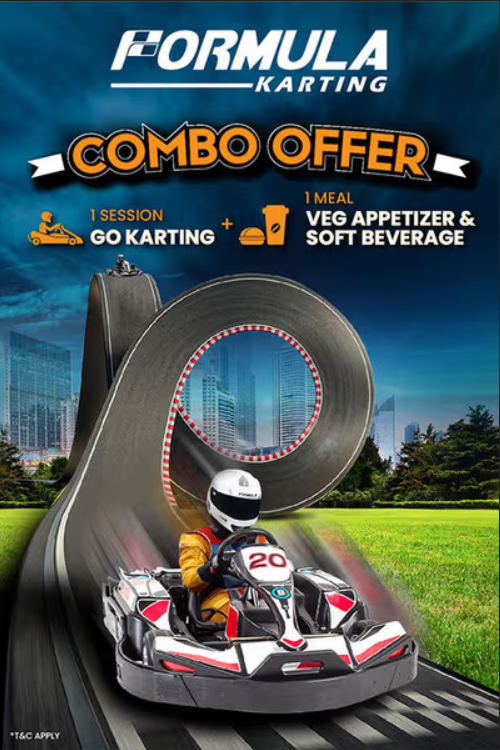 FORMULA
KARTING
COMBO OFFER
1 SESSION
GO KARTING
+
1 MEAL
VEG APPETIZER &
SOFT BEVERAGE
20
*T&C APPLY